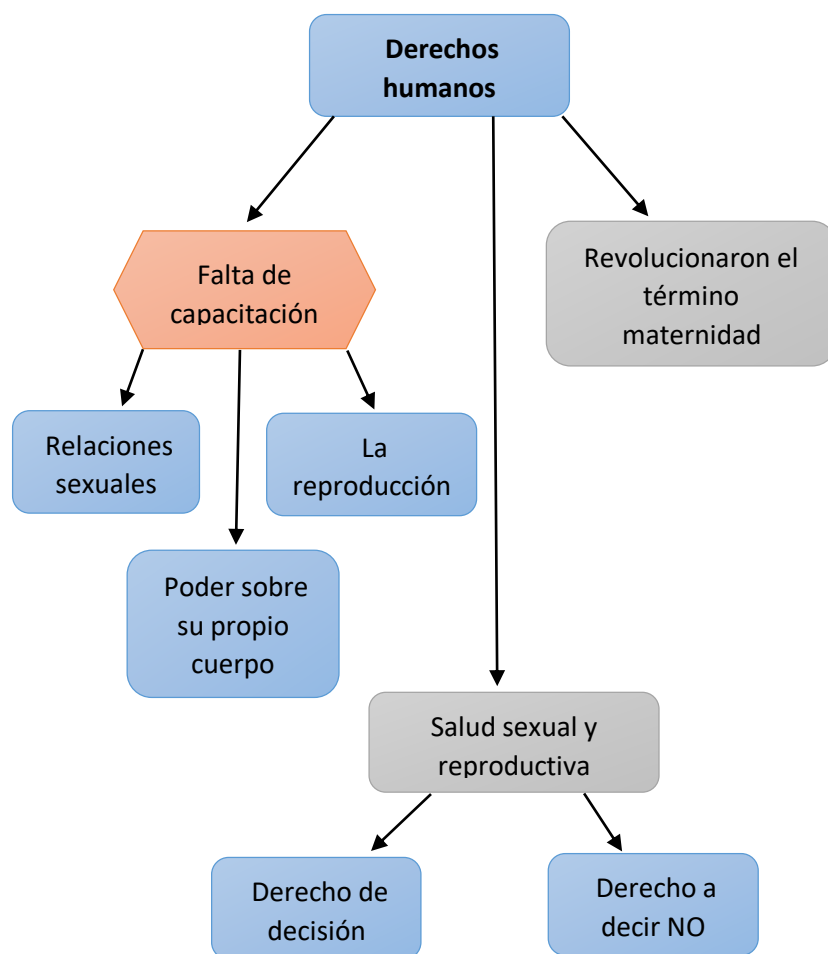 Derechos
humanos
Falta de
capacitación
Revolucionaron el
término
maternidad
Relaciones
sexuales
La
reproducción
Poder sobre
su propio
cuerpo
Salud sexual y
reproductiva
Derecho de
decisión
Derecho a
decir NO